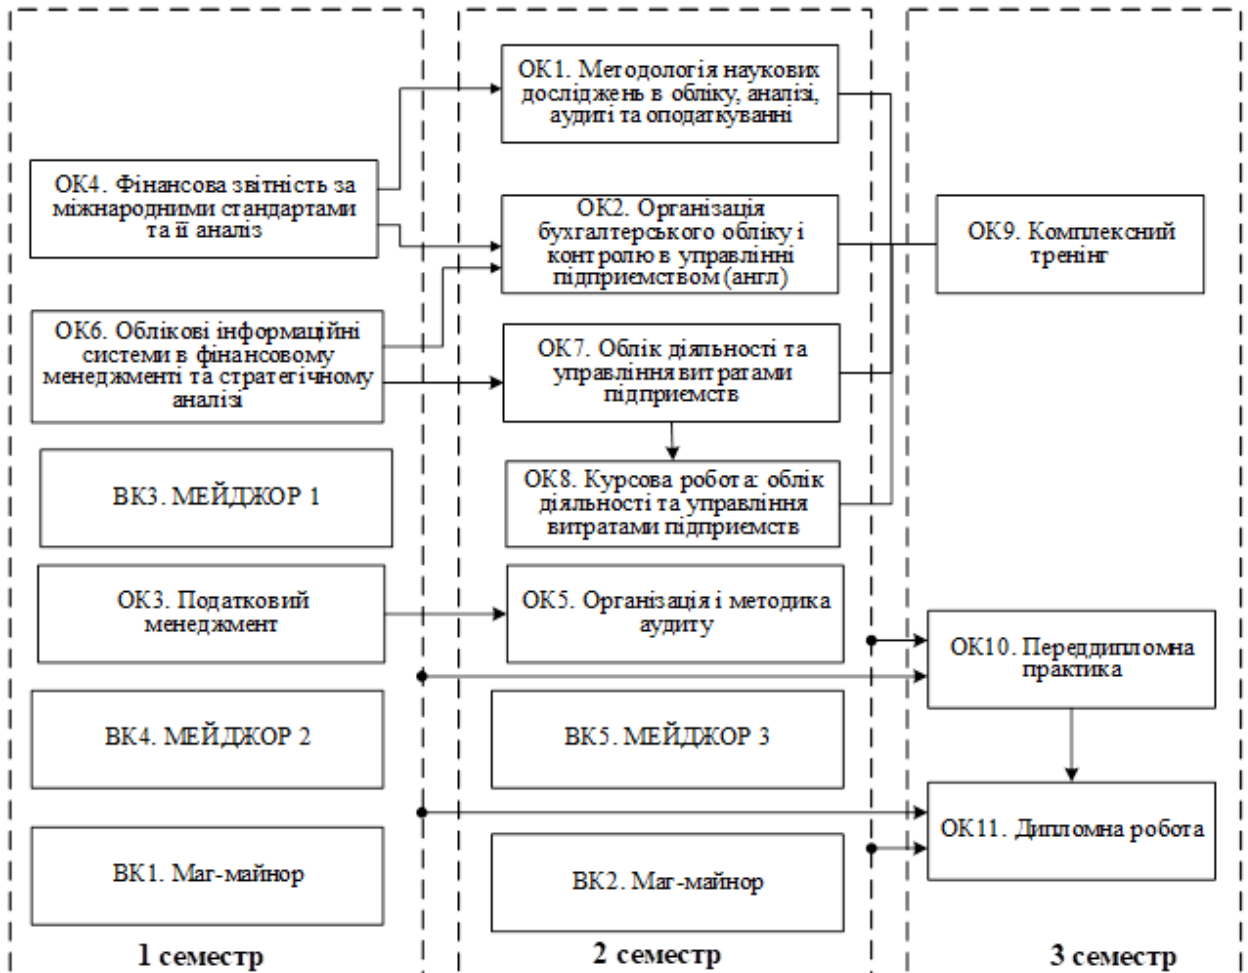 ОК4. Фінансова звітність за
міжнародними стандартами
та її аналіз
ОК6. Облікові інформаційні
системи в фінансовому
менеджменті та стратегічному
аналізі
ВК3. МЕЙДЖОР 1
ОК3. Податковий
менеджмент
ВК4. МЕЙДЖОР 2
ВК1. Маг-майнор
1 семестр
ОК1. Методологія наукових
досліджень в обліку, аналізі,
аудиті та оподаткуванні
ОК2. Організація
бухгалтерського обліку і
контролю в управлінні
підприємством (англ)
ОК7. Облік діяльності та
управління витратами
підприємств
ОК8. Курсова робота: облік
діяльності та управління
витратами підприємств
ОК5. Організація і методика
аудиту
ВК5. МЕЙДЖОР 3
ВК2. Маг-майнор
2 семестр
ОК9. Комплексний
тренінг
ОК10. Переддипломна
практика
ОК11. Дипломна робота
3 семестр